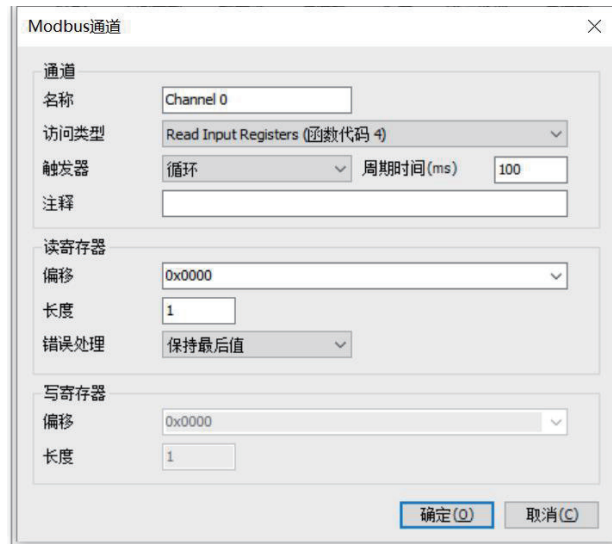 Modbus通道
通道
名称 Channel 0
访问类型 Read Input Registers (函数代码 4)
触发器 循环 周期时间(ms) 100
注释
读寄存器
偏移 0x0000
长度 1
错误处理 保持最后值
写寄存器
偏移 0x0000
长度 1
确定(O) 取消(C)